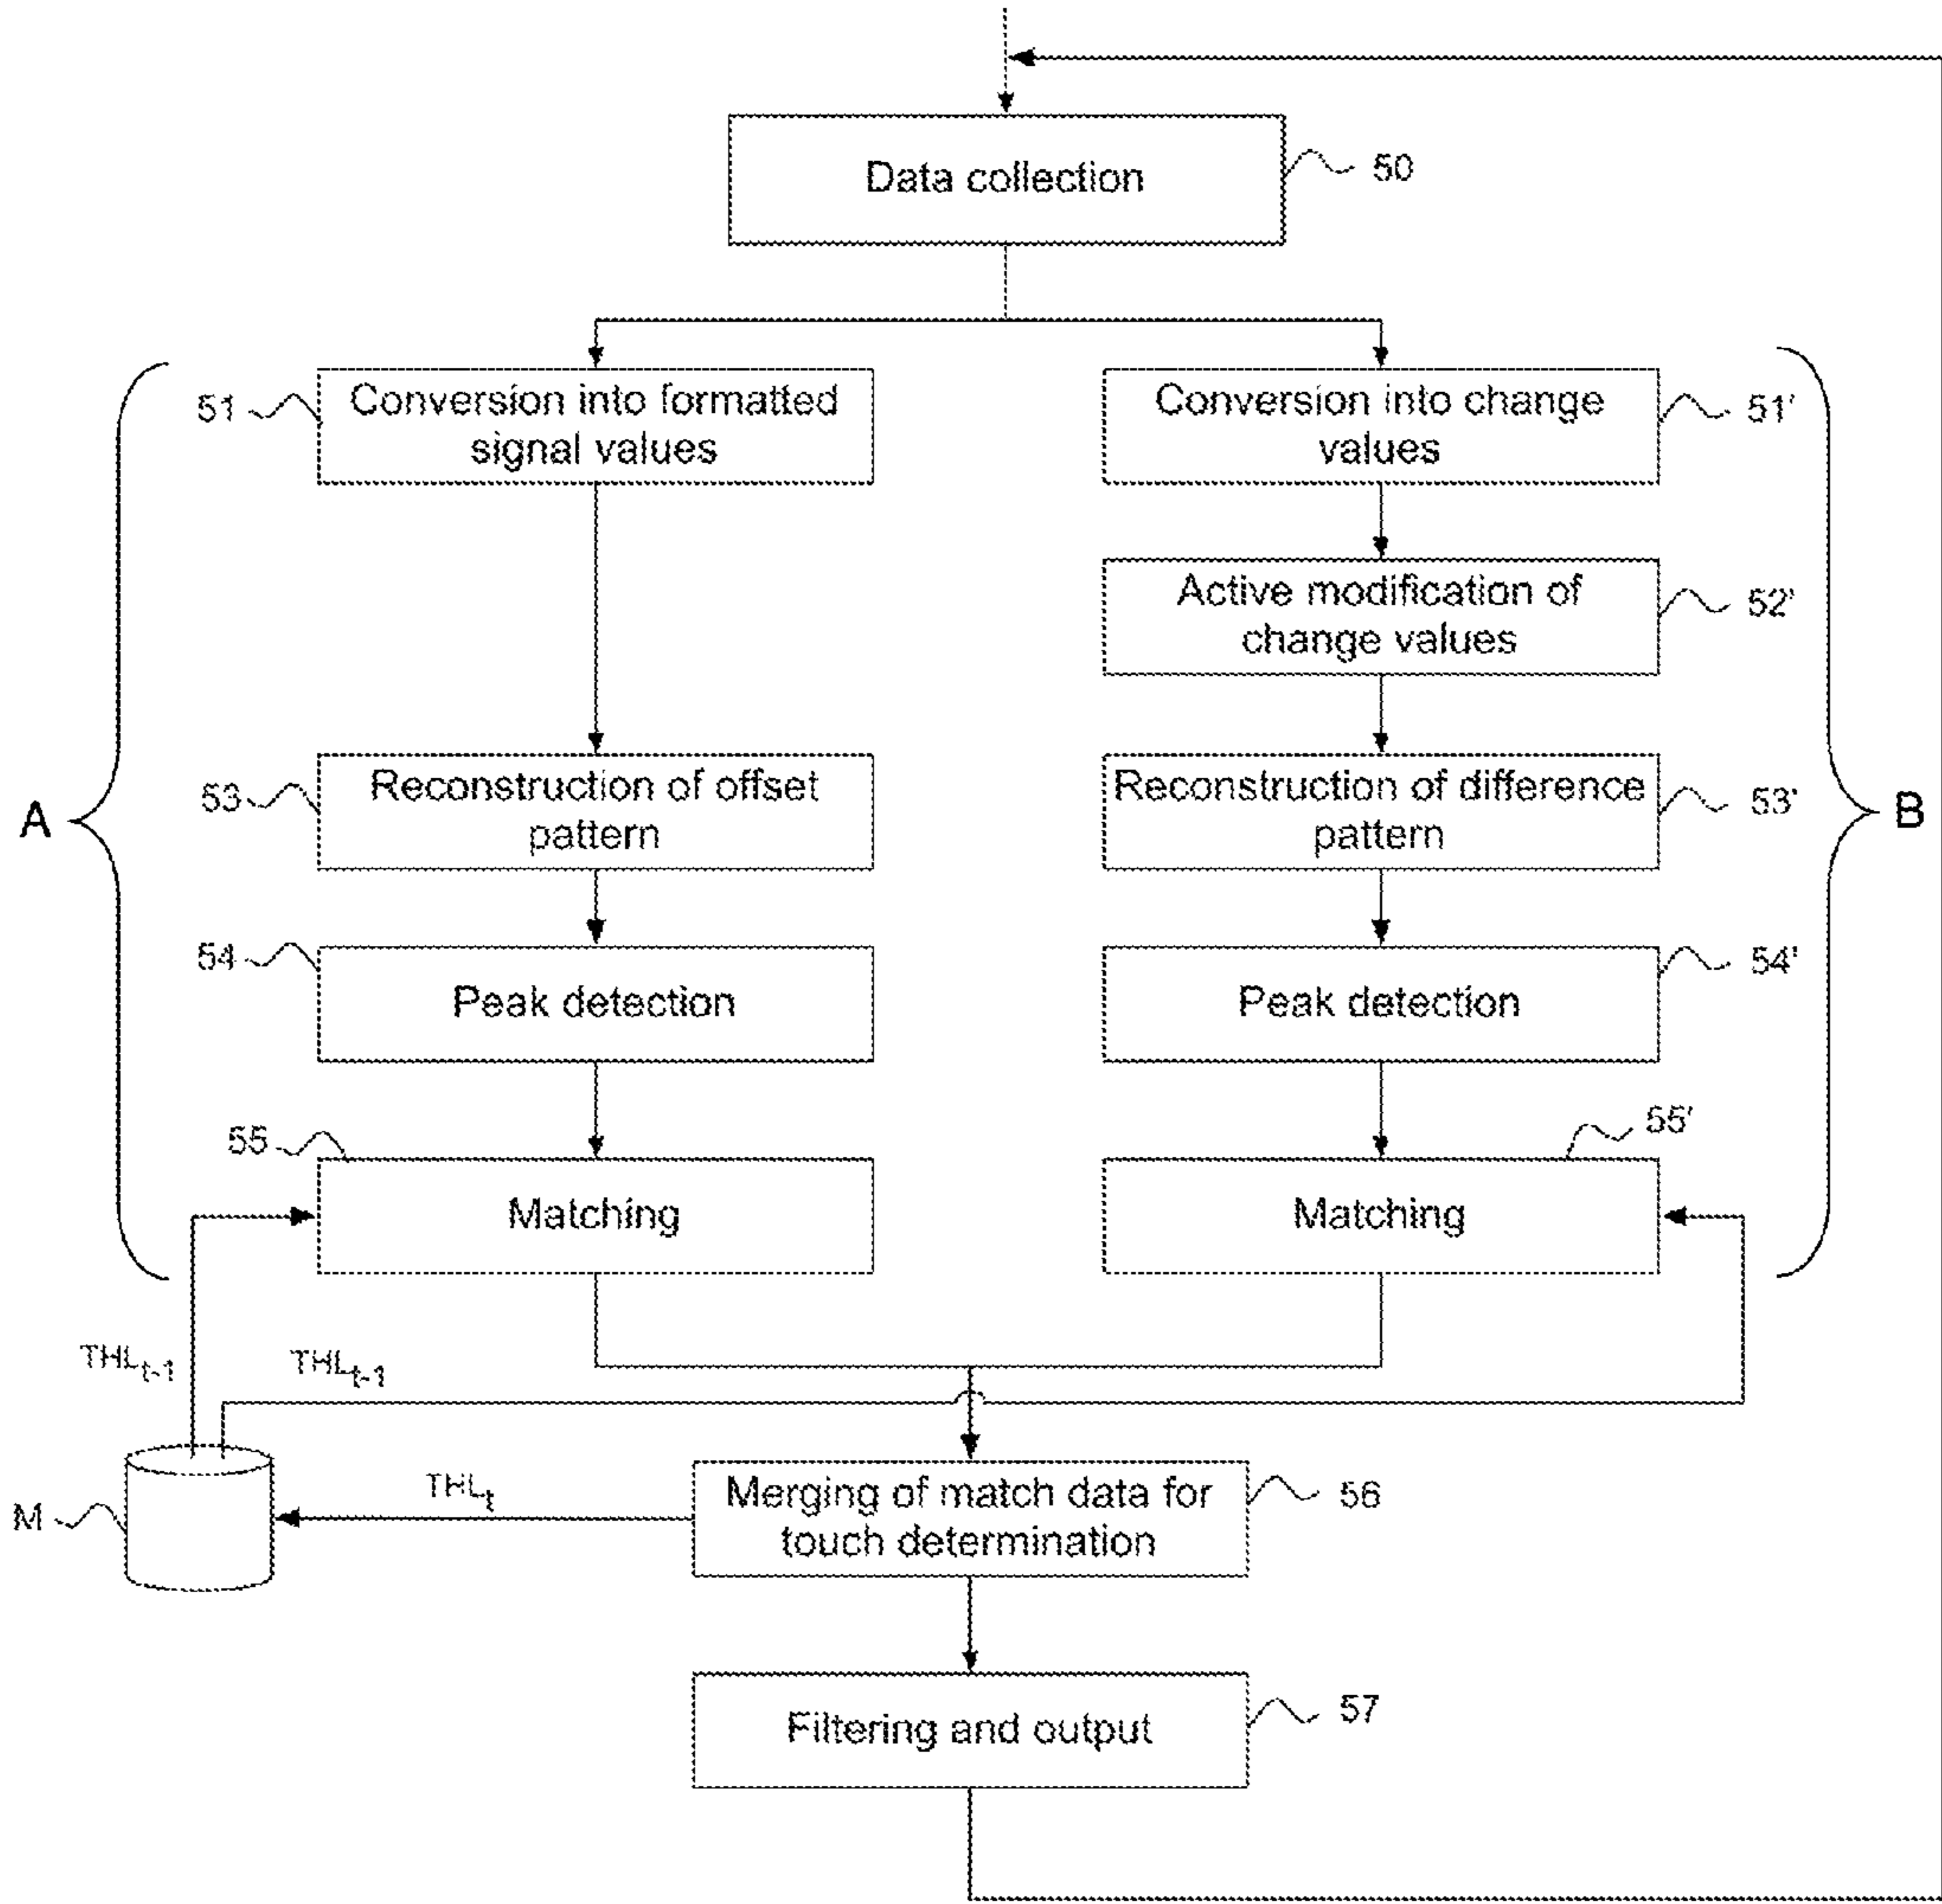 Data collection
50
Conversion into formatted
signal values
51
Conversion into change
values
51'
Active modification of
change values
52'
Reconstruction of offset
pattern
53
Reconstruction of difference
pattern
53'
A
B
54
Peak detection
Peak detection
54'
55
Matching
55'
Matching
THLt-1
THLt-1
M
THLt
Merging of match data for
touch determination
56
Filtering and output
57